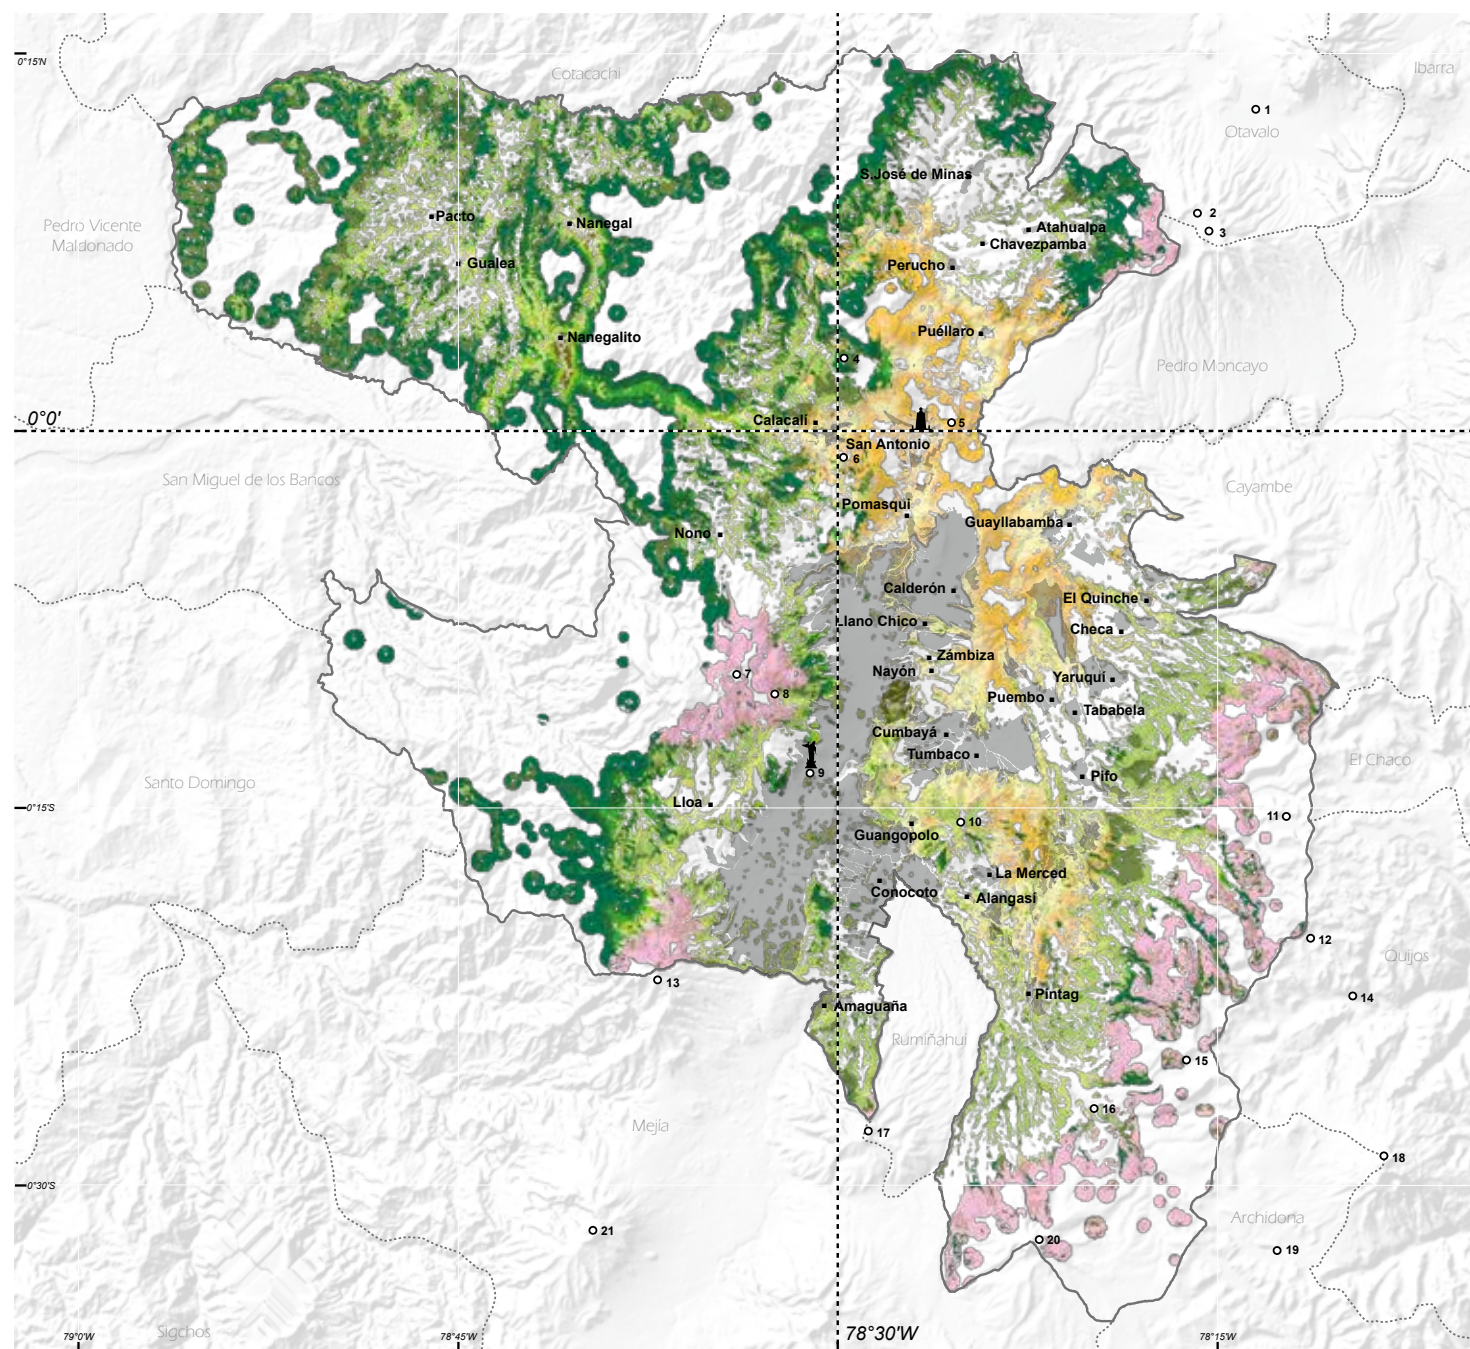 0°15'N
Cotacachi
Ibarra
1
Otavalo
S.José de Minas
Pedro Vicente
Maldonado
Pacto
Nanegal
2
3
Atahualpa
Chavezpamba
Gualea
Perucho
Nanegalito
Puéllaro
4
Pedro Moncayo
0°0'
Calacalí
5
San Antonio
6
San Miguel de los Bancos
Cayambe
Pomasqui
Guayllabamba
Nono
Calderón
El Quinche
Llano Chico
Checa
Zámbiza
Nayón
7
Yaruquí
8
Puembo
Tababela
Cumbayá
Tumbaco
El Chaco
9
Pifo
Santo Domingo
Lloa
0°15'S
10
11
Guangopolo
La Merced
Conocoto
Alangasí
12
Quijos
13
Píntag
14
Amaguaña
Rumiñahui
15
16
Mejía
17
18
0°30'S
Archidona
21
20
19
Sigchos
79°0'W
78°45'W
78°30'W
78°15'W